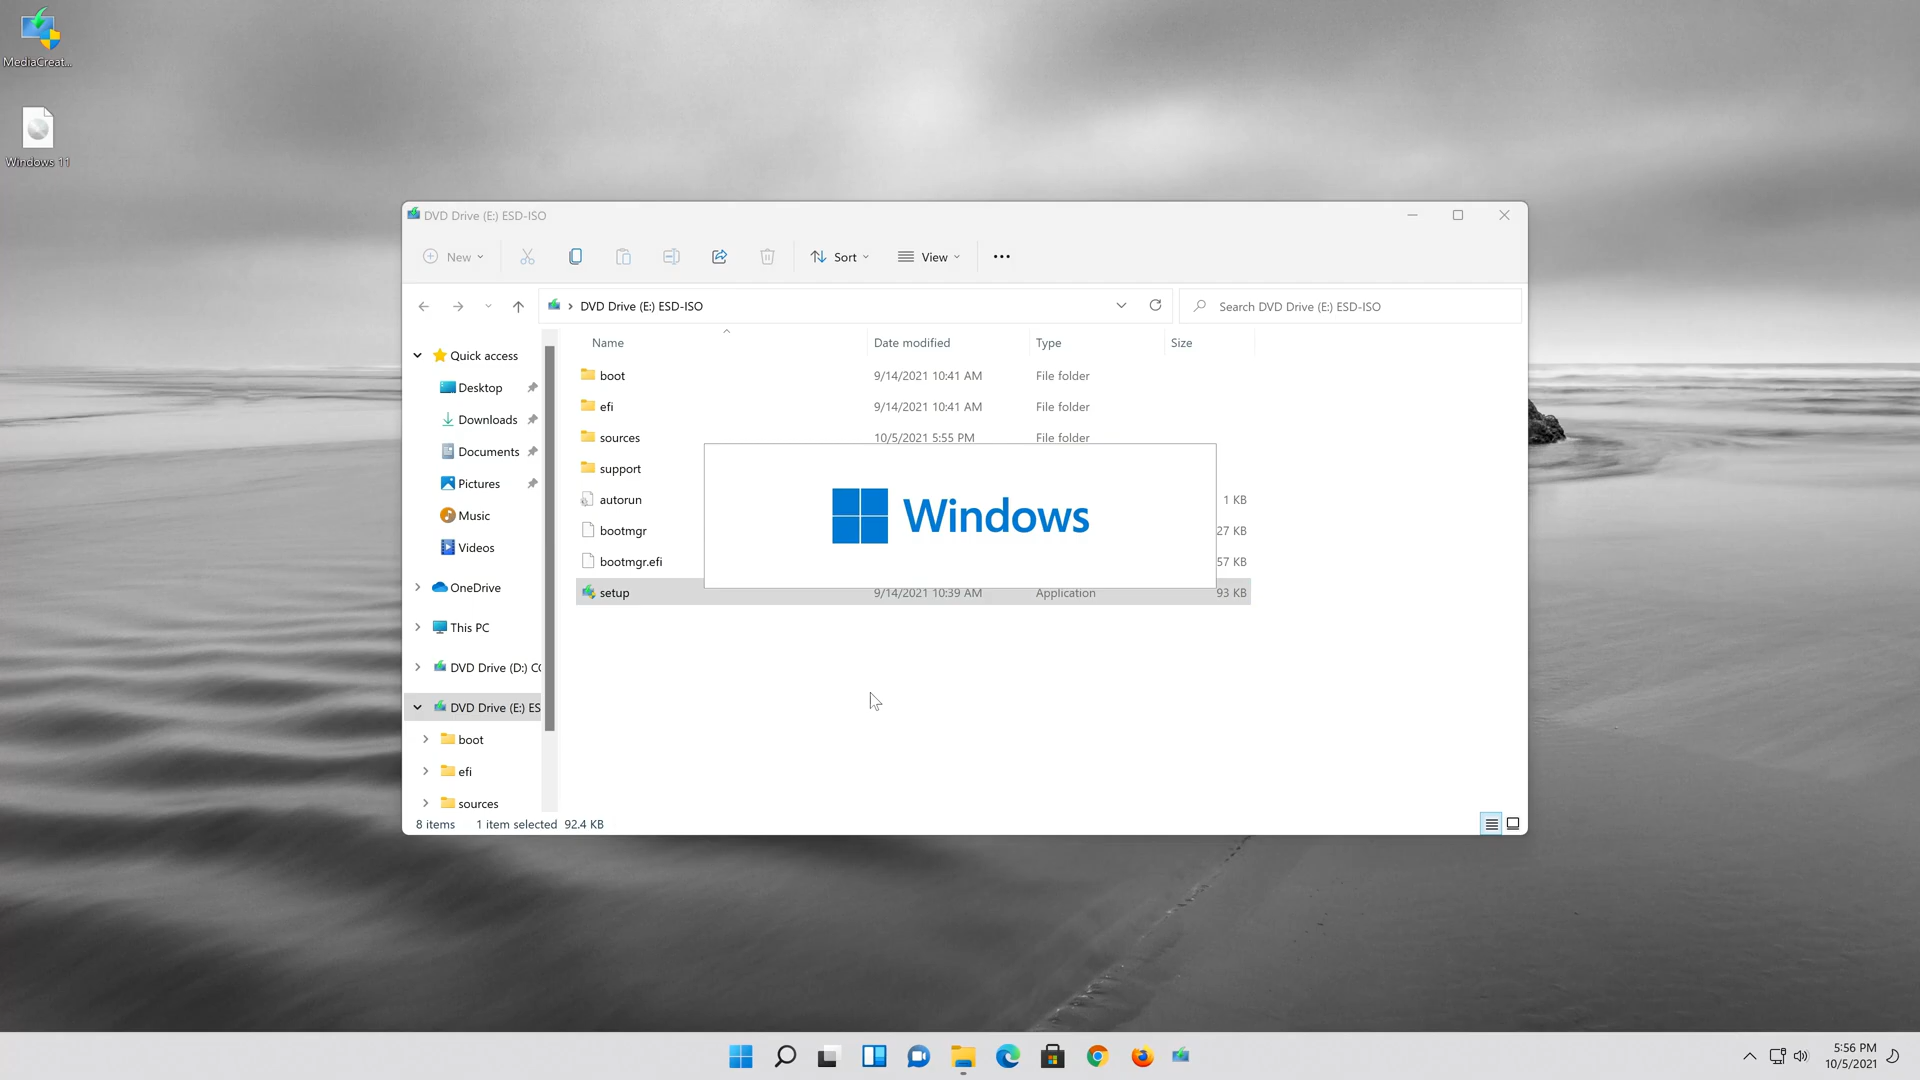 MediaCreat...
Windows 11
DVD Drive (E:) ESD-ISO
New
Sort
View
DVD Drive (E:) ESD-ISO
Search DVD Drive (E:) ESD-ISO
Name Date modified Type Size
Quick access
Desktop
Downloads
Documents
Pictures
Music
Videos
OneDrive
This PC
DVD Drive (D:) CC
DVD Drive (E:) ES
boot
efi
sources
boot 9/14/2021 10:41 AM File folder
efi 9/14/2021 10:41 AM File folder
sources 10/5/2021 5:55 PM File folder
support
autorun 1 KB
bootmgr 27 KB
bootmgr.efi 57 KB
setup 9/14/2021 10:39 AM Application 93 KB
Windows
8 items 1 item selected 92.4 KB
5:56 PM
10/5/2021